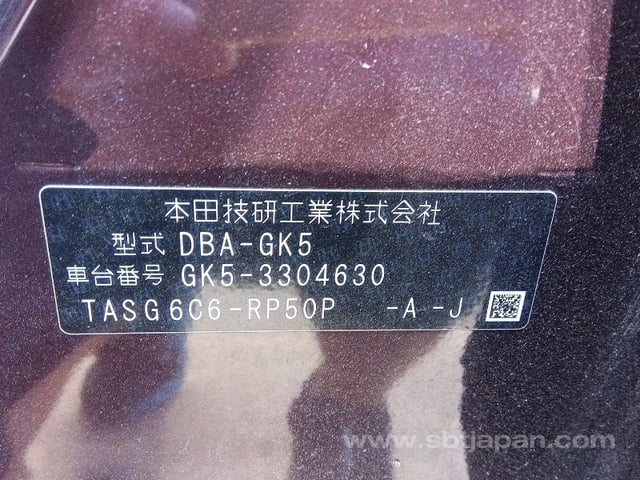 本田技研工業株式会社
型式 DBA-GK5
車台番号 GK5-3304630
TASG6C6-RP50P -A -J
www.sbtjapan.com